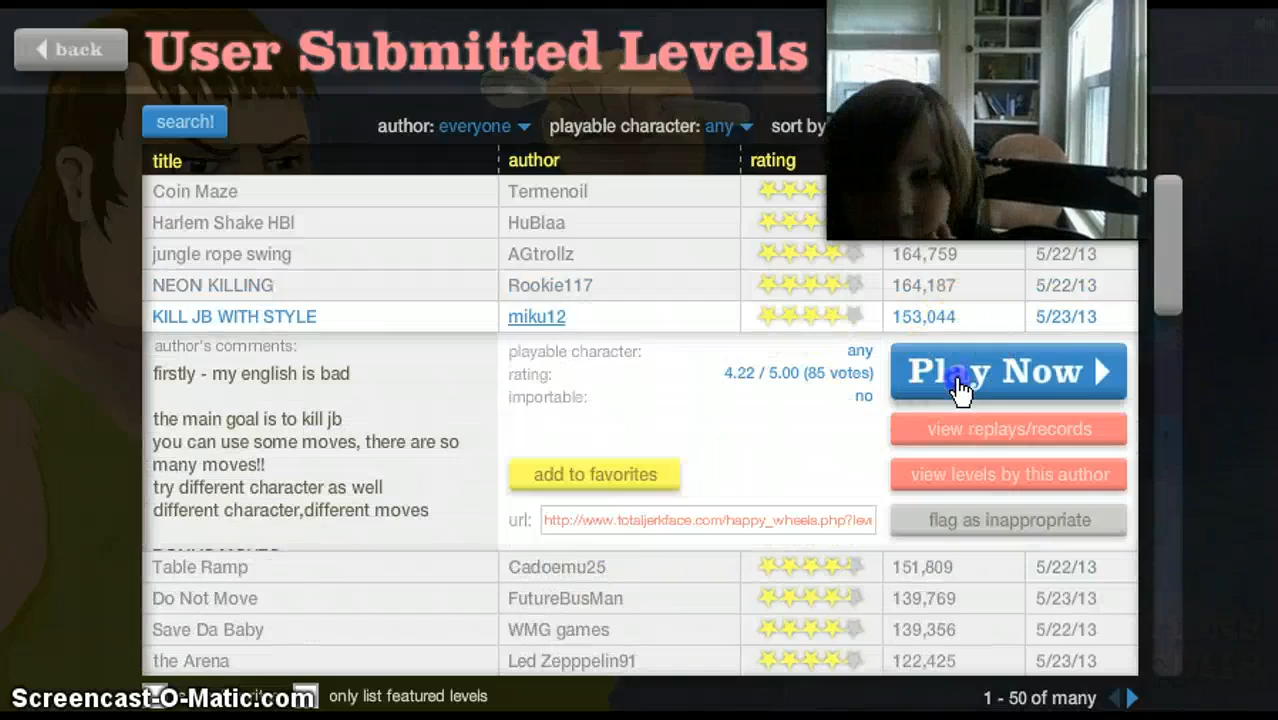 back
User Submitted Levels
search!
author: everyone
playable character: any
sort by
title
author
rating
Coin Maze
Termenoil
Harlem Shake HBI
HuBlaa
jungle rope swing
AGtrollz
164,759
5/22/13
NEON KILLING
Rookie117
164,187
5/22/13
KILL JB WITH STYLE
miku12
153,044
5/23/13
author's comments:
firstly - my english is bad
the main goal is to kill jb
you can use some moves, there are so
many moves!!
try different character as well
different character,different moves
playable character:
any
rating:
4.22 / 5.00 (85 votes)
importable:
no
add to favorites
url:
http://www.totaljerkface.com/happy_wheels.php?lev
Play Now
view replays/records
view levels by this author
flag as inappropriate
Table Ramp
Cadoemu25
151,809
5/22/13
Do Not Move
FutureBusMan
139,769
5/23/13
Save Da Baby
WMG games
139,356
5/22/13
the Arena
Led Zepppelin91
122,425
5/23/13
Screencast-O-Matic.com
only list featured levels
1 - 50 of many